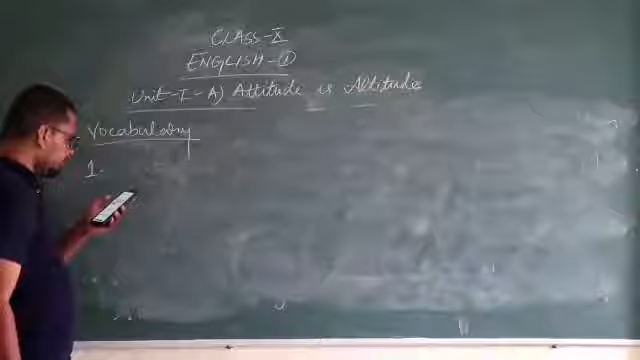 CLASS-X
ENGLISH-①
Unit-I-A) Attitude is Altitude
Vocabulary
1.